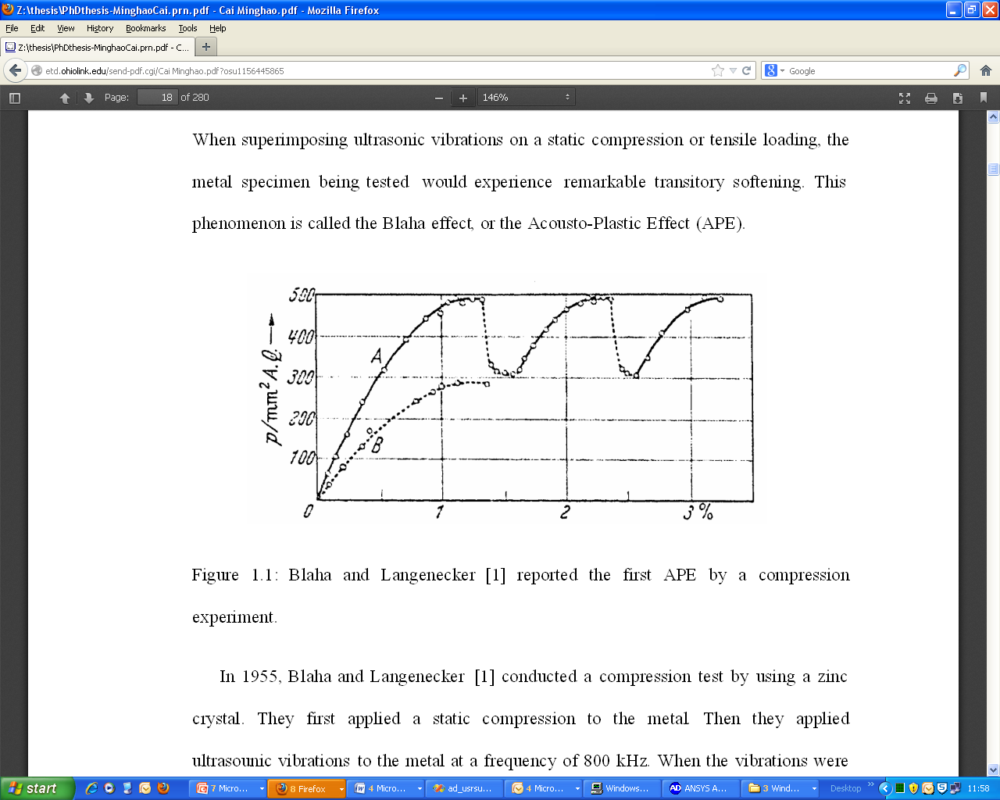 Z:\thesis\PhDthesis-MinghaoCai.prn.pdf - Cai Minghao.pdf - Mozilla Firefox
File Edit View History Bookmarks Tools Help
Z:\thesis\PhDthesis-MinghaoCai.prn.pdf - C...
etd.ohiolink.edu/send-pdf.cgi/Cai Minghao.pdf?osu1156445865
Google
Page: 18 of 280
146%
When superimposing ultrasonic vibrations on a static compression or tensile loading, the
metal specimen being tested would experience remarkable transitory softening. This
phenomenon is called the Blaha effect, or the Acousto-Plastic Effect (APE).
p/mm² A.Q.
500
400
300
200
100
A
B
0 1 2 3 %
Figure 1.1: Blaha and Langenecker [1] reported the first APE by a compression
experiment.
In 1955, Blaha and Langenecker [1] conducted a compression test by using a zinc
crystal. They first applied a static compression to the metal. Then they applied
ultrasounic vibrations to the metal at a frequency of 800 kHz. When the vibrations were
start
7 Micro...
8 Firefox
4 Micro...
ad_usrsu...
4 Micro...
Windows...
ANSYS A...
3 Wind...
Desktop
11:58